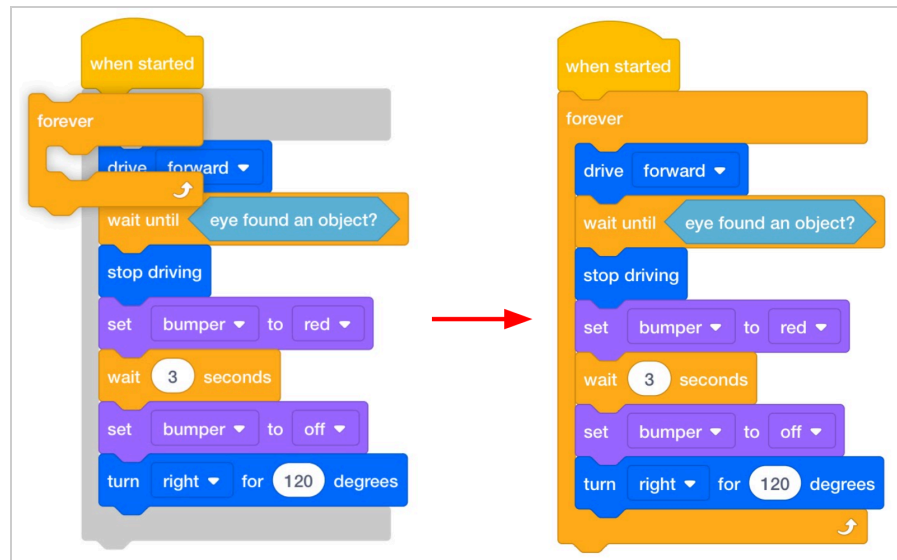 when started
forever
drive forward
wait until eye found an object?
stop driving
set bumper to red
wait 3 seconds
set bumper to off
turn right for 120 degrees
when started
forever
drive forward
wait until eye found an object?
stop driving
set bumper to red
wait 3 seconds
set bumper to off
turn right for 120 degrees